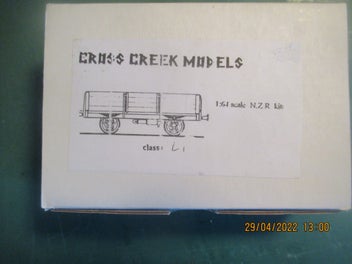 CROSS CREEK MODELS
1:64 scale N.Z.R kit
class: L
29/04/2022 13:00